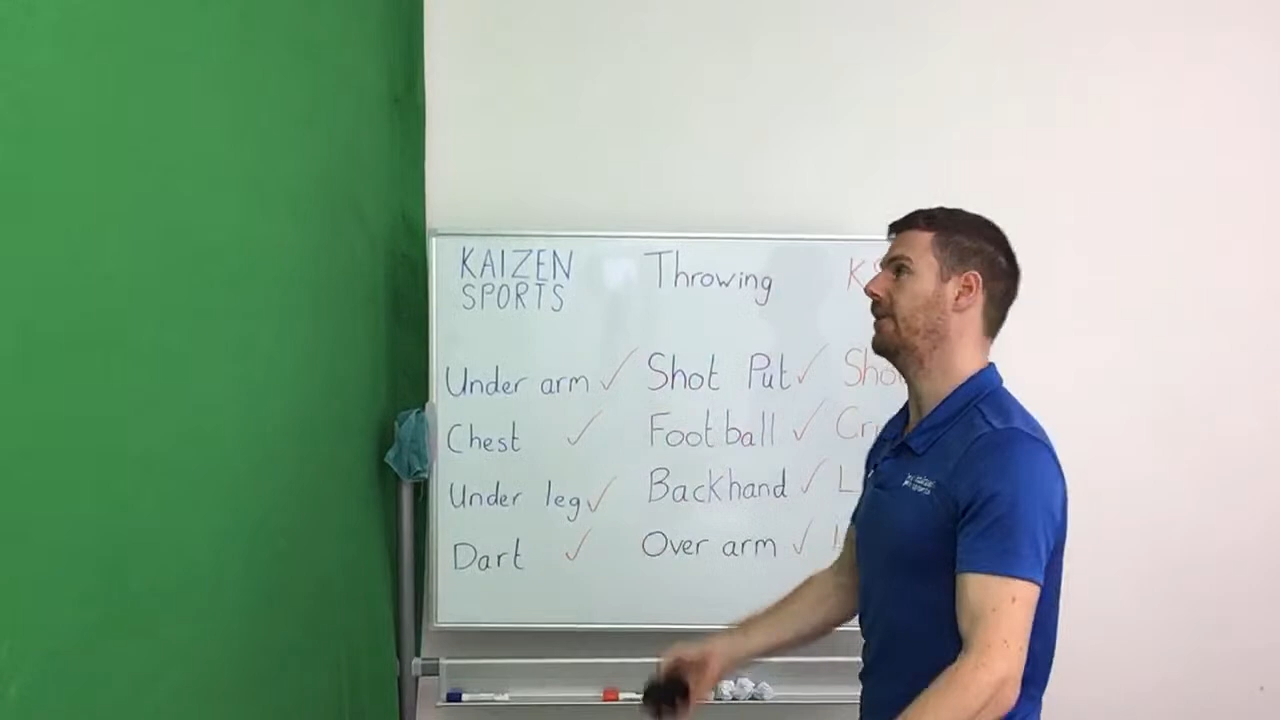 KAIZEN
SPORTS
Throwing
Under arm ✓ Shot Put ✓
Chest ✓ Football ✓
Under leg ✓ Backhand ✓
Dart ✓ Over arm ✓